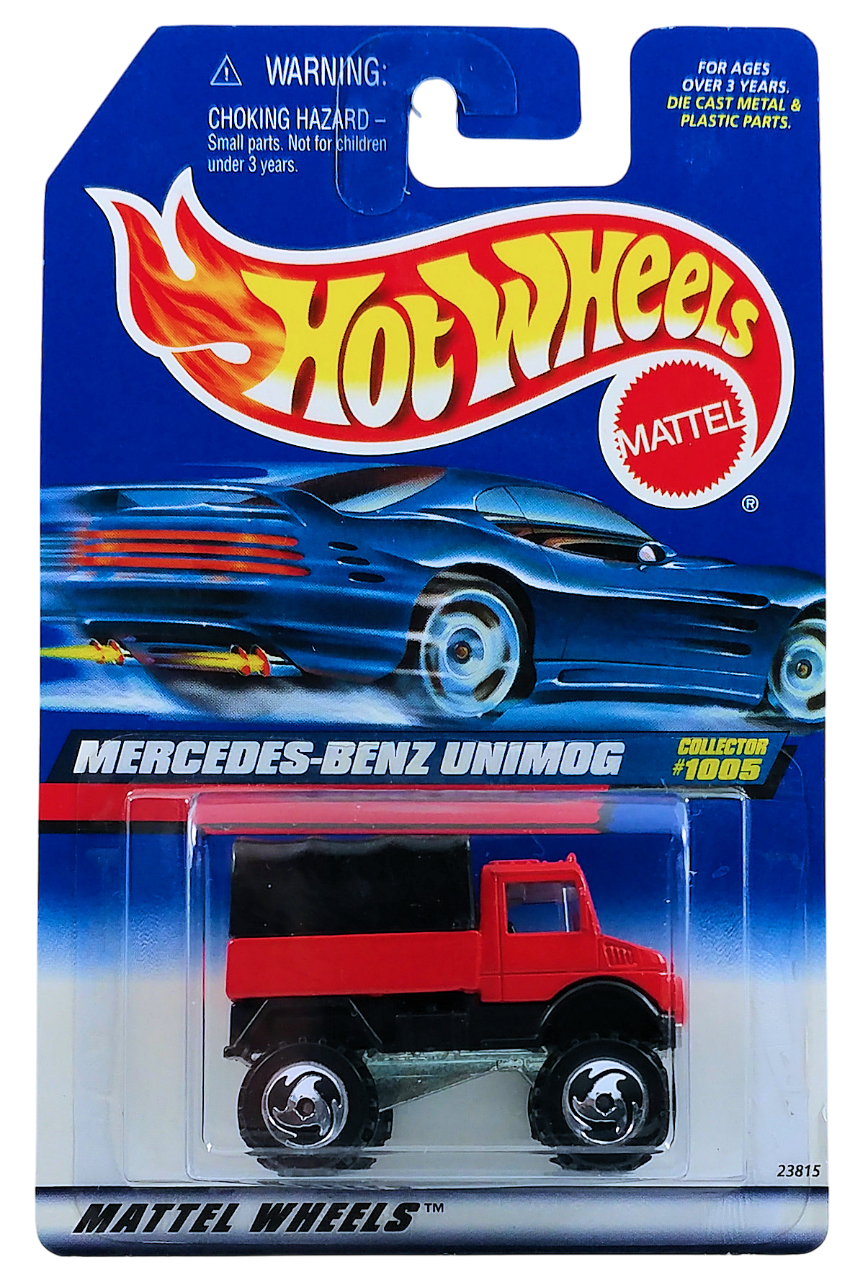 ⚠ WARNING:
CHOKING HAZARD –
Small parts. Not for children
under 3 years.
FOR AGES
OVER 3 YEARS.
DIE CAST METAL &
PLASTIC PARTS.
HOT WHEELS
MATTEL
®
MERCEDES-BENZ UNIMOG
COLLECTOR
#1005
23815
MATTEL WHEELS™